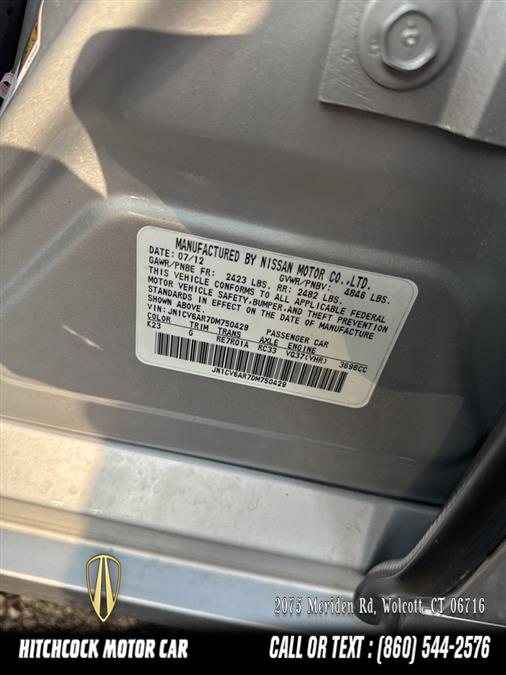 MANUFACTURED BY NISSAN MOTOR CO.,LTD.
DATE: 07/12 GVWR/PNBV: 4846 LBS.
GAWR/PNBE FR: 2423 LBS. RR: 2482 LBS.
THIS VEHICLE CONFORMS TO ALL APPLICABLE FEDERAL
MOTOR VEHICLE SAFETY,BUMPER,AND THEFT PREVENTION
STANDARDS IN EFFECT ON THE DATE OF MANUFACTURE
SHOWN ABOVE.
VIN: JN1CV6AR7DM750429 PASSENGER CAR
COLOR TRIM TRANS AXLE ENGINE
K23 G RE7R01A RC33 VQ37(VHR) 3696CC
JN1CV6AR7DM750429
2075 Meriden Rd, Wolcott, CT 06716
HITCHCOCK MOTOR CAR
CALL OR TEXT : (860) 544-2576